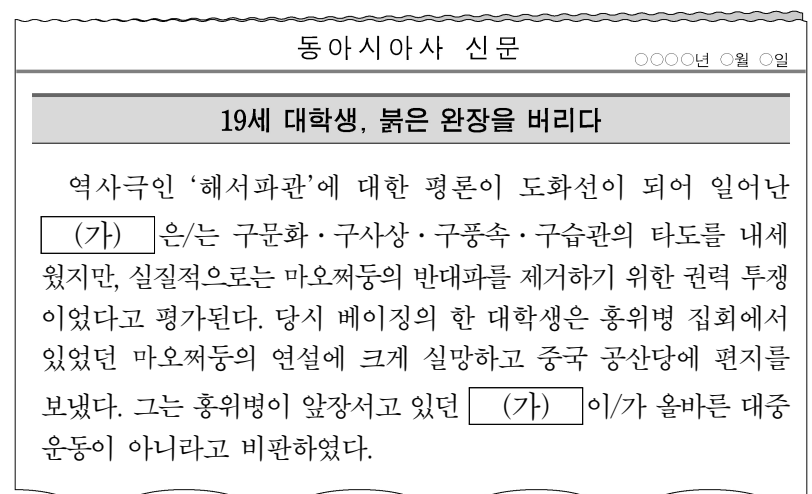 동아시아사 신문
○○○○년 ○월 ○일
19세 대학생, 붉은 완장을 버리다
역사극인 ‘해서파관’에 대한 평론이 도화선이 되어 일어난
(가) 은/는 구문화·구사상·구풍속·구습관의 타도를 내세
웠지만, 실질적으로는 마오쩌둥의 반대파를 제거하기 위한 권력 투쟁
이었다고 평가된다. 당시 베이징의 한 대학생은 홍위병 집회에서
있었던 마오쩌둥의 연설에 크게 실망하고 중국 공산당에 편지를
보냈다. 그는 홍위병이 앞장서고 있던 (가) 이/가 올바른 대중
운동이 아니라고 비판하였다.